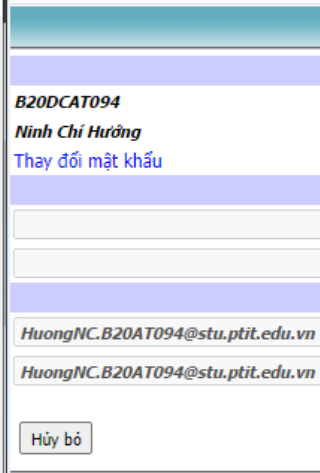 B20DCAT094
Ninh Chí Hướng
Thay đổi mật khẩu
HuongNC.B20AT094@stu.ptit.edu.vn
HuongNC.B20AT094@stu.ptit.edu.vn
Hủy bỏ